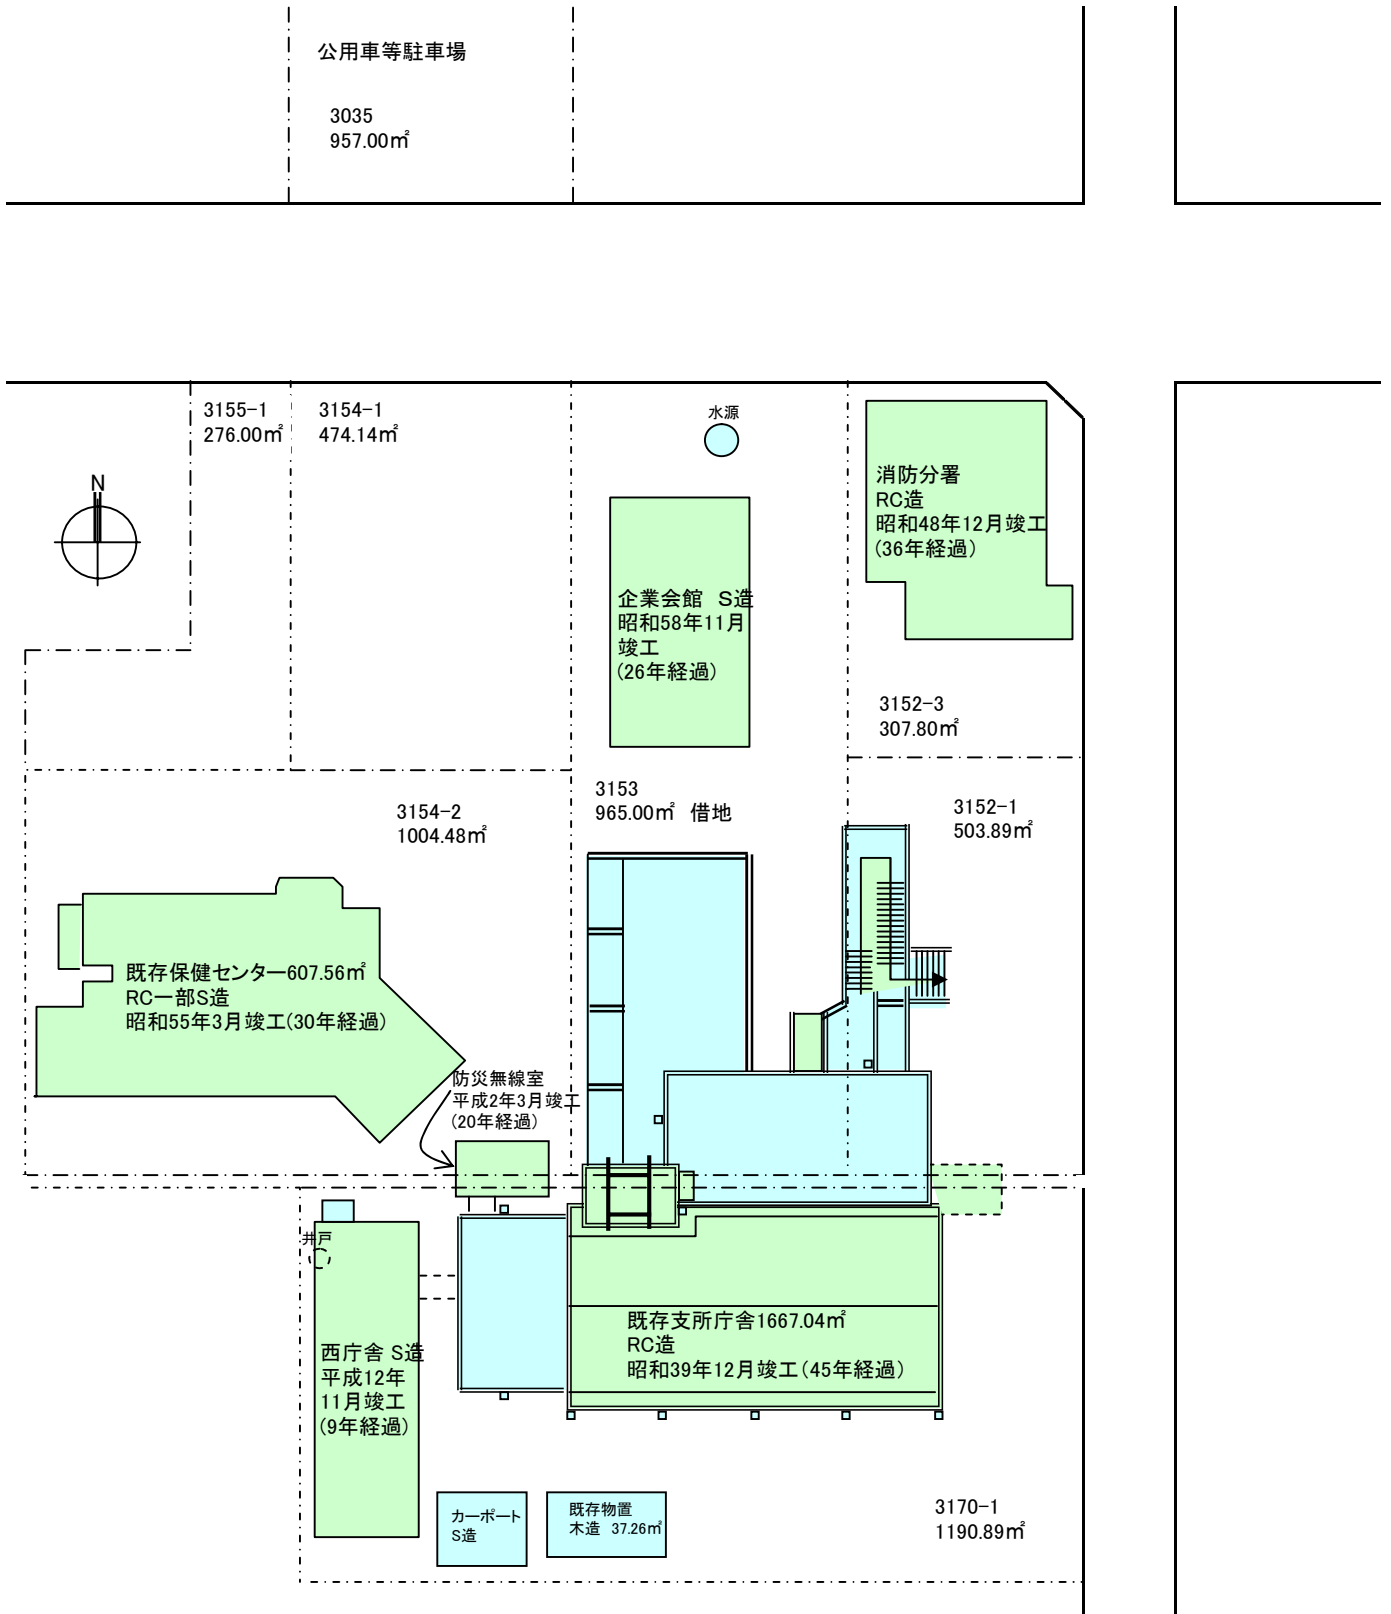 公用車等駐車場
3035
957.00㎡
3155-1
276.00㎡
3154-1
474.14㎡
水源
N
消防分署
RC造
昭和48年12月竣工
(36年経過)
企業会館 S造
昭和58年11月
竣工
(26年経過)
3152-3
307.80㎡
3153
965.00㎡ 借地
3154-2
1004.48㎡
3152-1
503.89㎡
既存保健センター607.56㎡
RC一部S造
昭和55年3月竣工(30年経過)
防災無線室
平成2年3月竣工
(20年経過)
井戸
既存支所庁舎1667.04㎡
RC造
昭和39年12月竣工(45年経過)
西庁舎 S造
平成12年
11月竣工
(9年経過)
カーポート
S造
既存物置
木造 37.26㎡
3170-1
1190.89㎡